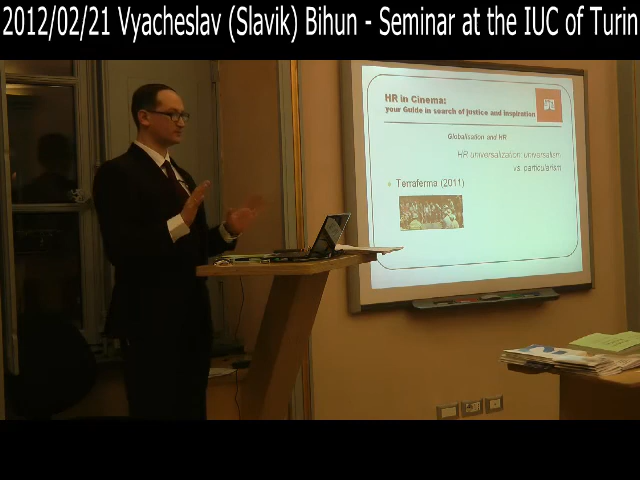 2012/02/21 Vyacheslav (Slavik) Bihun - Seminar at the IUC of Turin
HR in Cinema:
your Guide in search of justice and inspiration
Globalisation and HR
HR universalization: universalism
vs. particularism
Terraferma (2011)